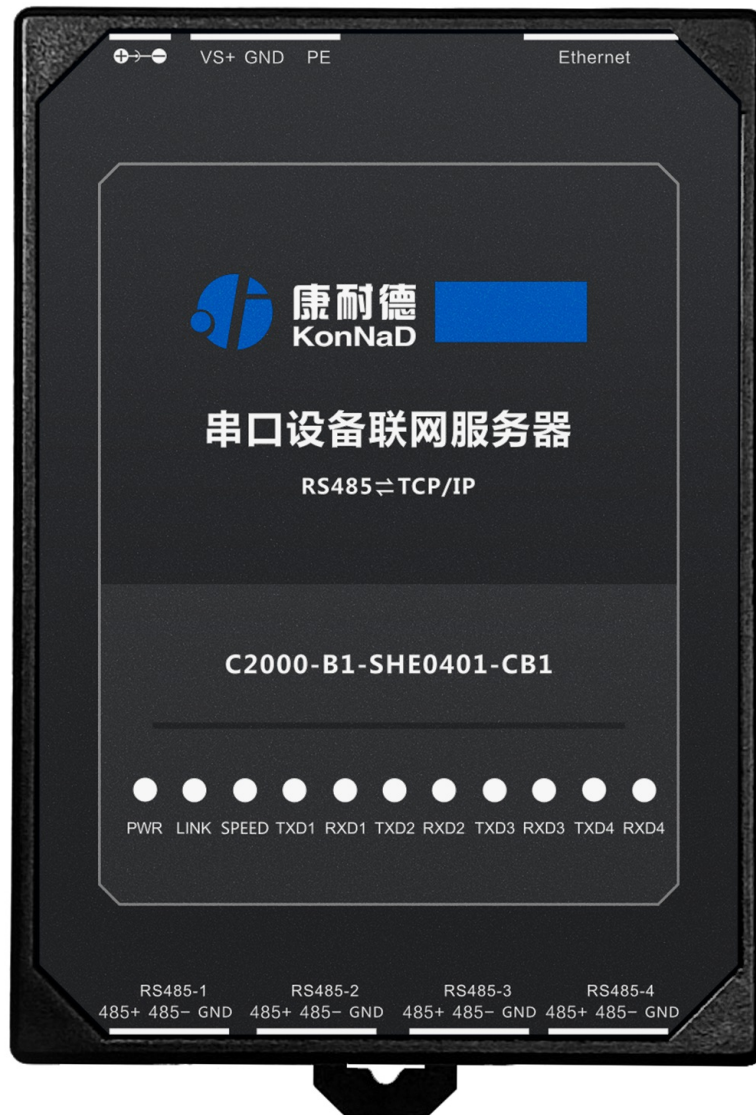 VS+ GND PE Ethernet
康耐德
KonNaD
串口设备联网服务器
RS485⇌TCP/IP
C2000-B1-SHE0401-CB1
PWR LINK SPEED TXD1 RXD1 TXD2 RXD2 TXD3 RXD3 TXD4 RXD4
RS485-1 RS485-2 RS485-3 RS485-4
485+ 485− GND 485+ 485− GND 485+ 485− GND 485+ 485− GND